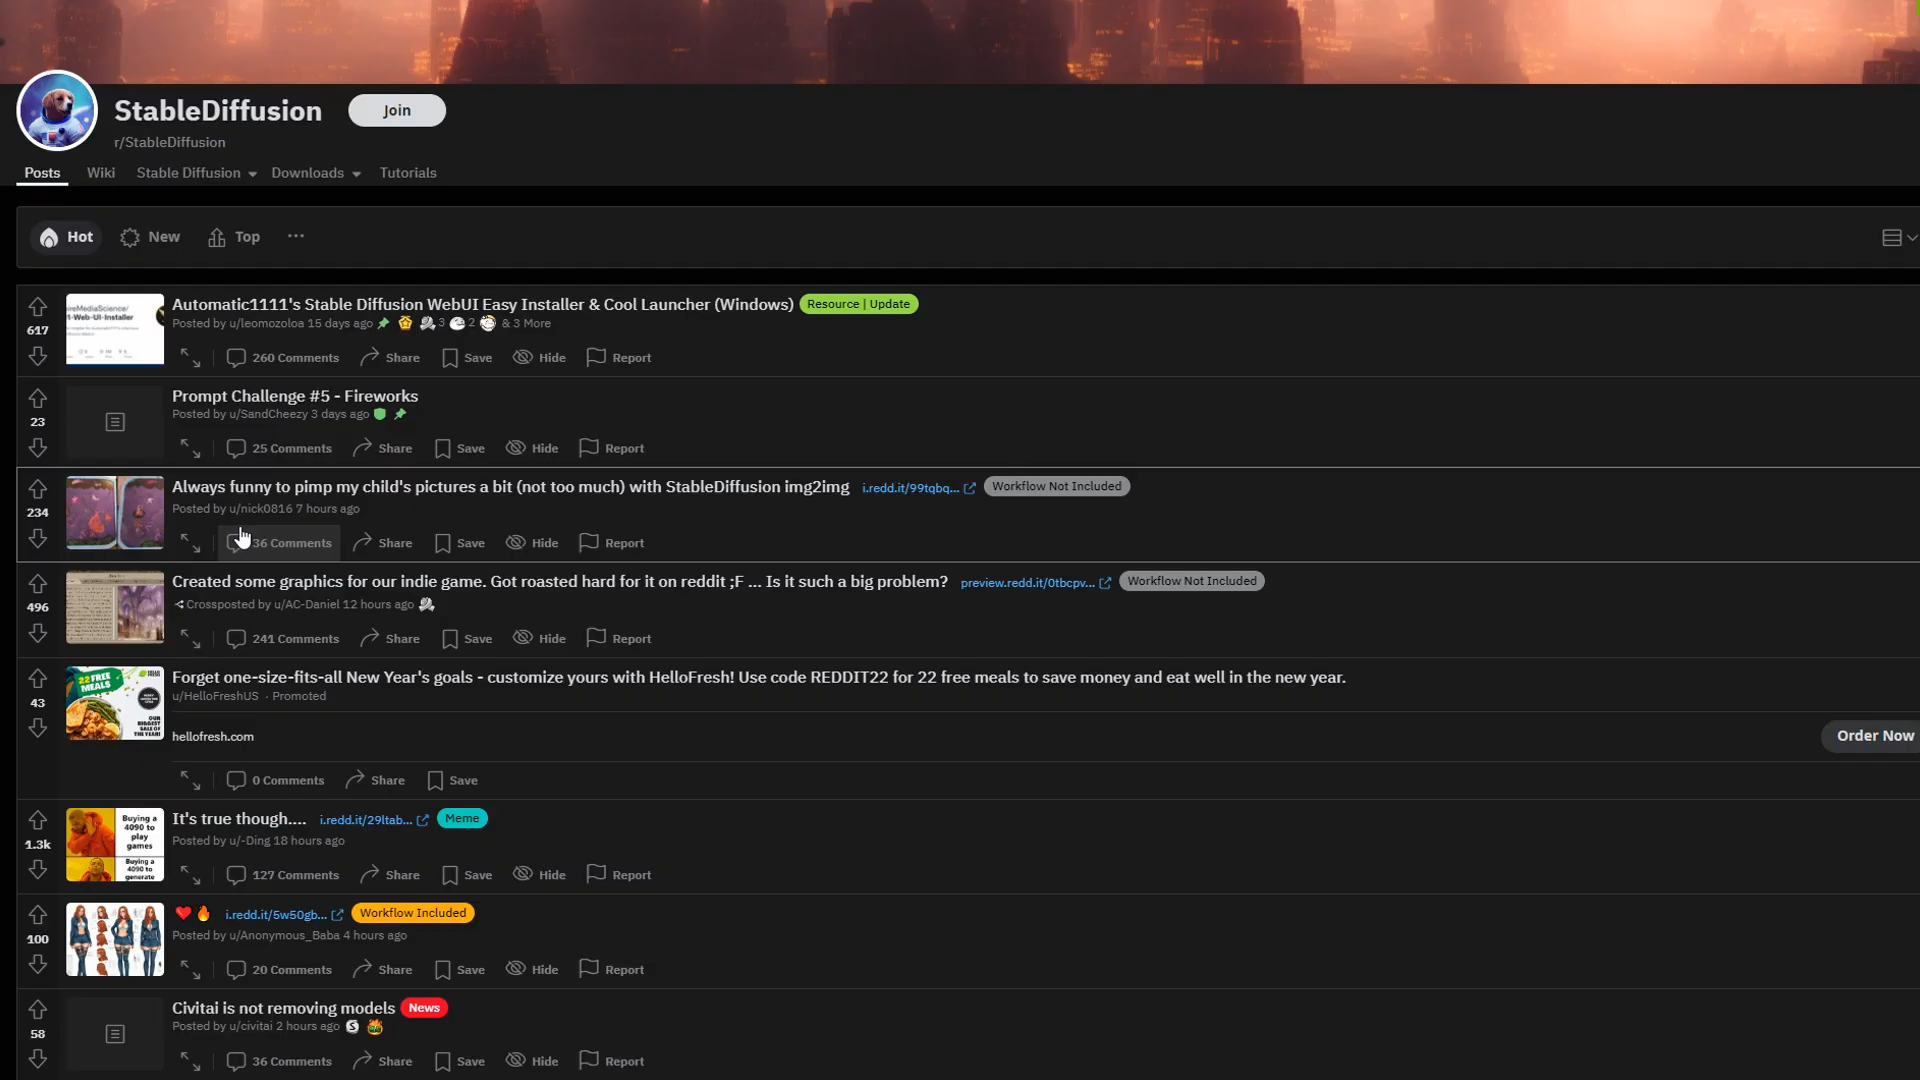 StableDiffusion
Join
r/StableDiffusion
Posts Wiki Stable Diffusion Downloads Tutorials
Hot New Top ...
617
ireMediaScience/
1-Web-UI-Installer
Automatic1111's Stable Diffusion WebUI Easy Installer & Cool Launcher (Windows) Resource | Update
Posted by u/leomozoloa 15 days ago 3 2 & 3 More
260 Comments Share Save Hide Report
23
Prompt Challenge #5 - Fireworks
Posted by u/SandCheezy 3 days ago
25 Comments Share Save Hide Report
234
Always funny to pimp my child's pictures a bit (not too much) with StableDiffusion img2img i.redd.it/99tqbq... Workflow Not Included
Posted by u/nick0816 7 hours ago
36 Comments Share Save Hide Report
496
Created some graphics for our indie game. Got roasted hard for it on reddit ;F ... Is it such a big problem? preview.redd.it/0tbcpv... Workflow Not Included
Crossposted by u/AC-Daniel 12 hours ago
241 Comments Share Save Hide Report
43
22 FREE
MEALS
OUR
BIGGEST
SALE OF
THE YEAR!
Forget one-size-fits-all New Year's goals - customize yours with HelloFresh! Use code REDDIT22 for 22 free meals to save money and eat well in the new year.
u/HelloFreshUS · Promoted
hellofresh.com
Order Now
0 Comments Share Save
1.3k
Buying a
4090 to
play
games
Buying a
4090 to
generate
It's true though.... i.redd.it/29ltab... Meme
Posted by u/-Ding 18 hours ago
127 Comments Share Save Hide Report
100
i.redd.it/5w50gb... Workflow Included
Posted by u/Anonymous_Baba 4 hours ago
20 Comments Share Save Hide Report
58
Civitai is not removing models News
Posted by u/civitai 2 hours ago
36 Comments Share Save Hide Report